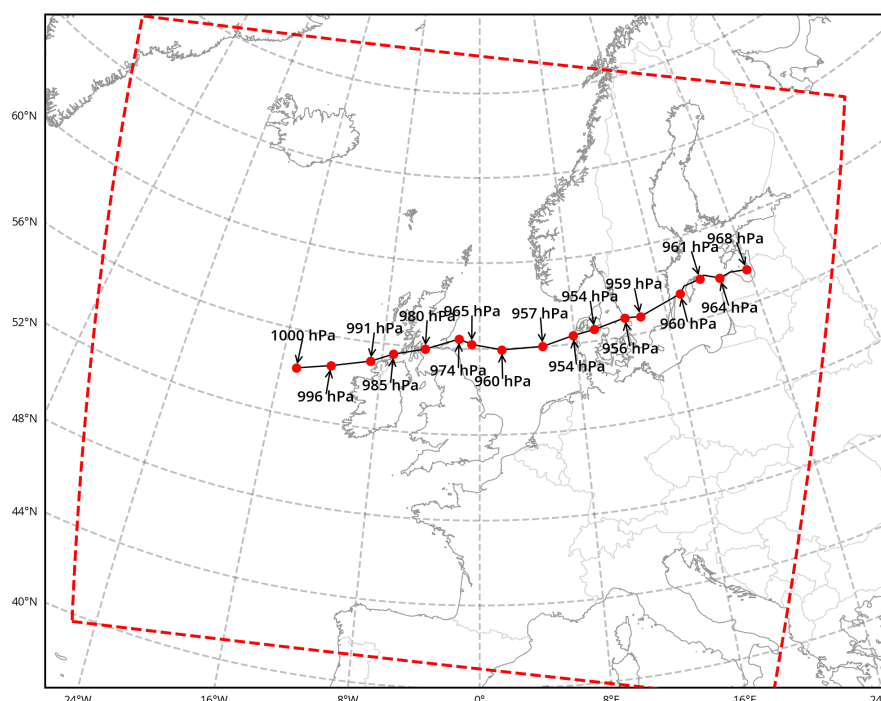 60°N
56°N
52°N
48°N
44°N
40°N
1000 hPa
996 hPa
991 hPa
985 hPa
980 hPa
974 hPa
965 hPa
960 hPa
957 hPa
954 hPa
954 hPa
956 hPa
959 hPa
960 hPa
961 hPa
964 hPa
968 hPa
24°W
16°W
8°W
0°
8°E
16°E